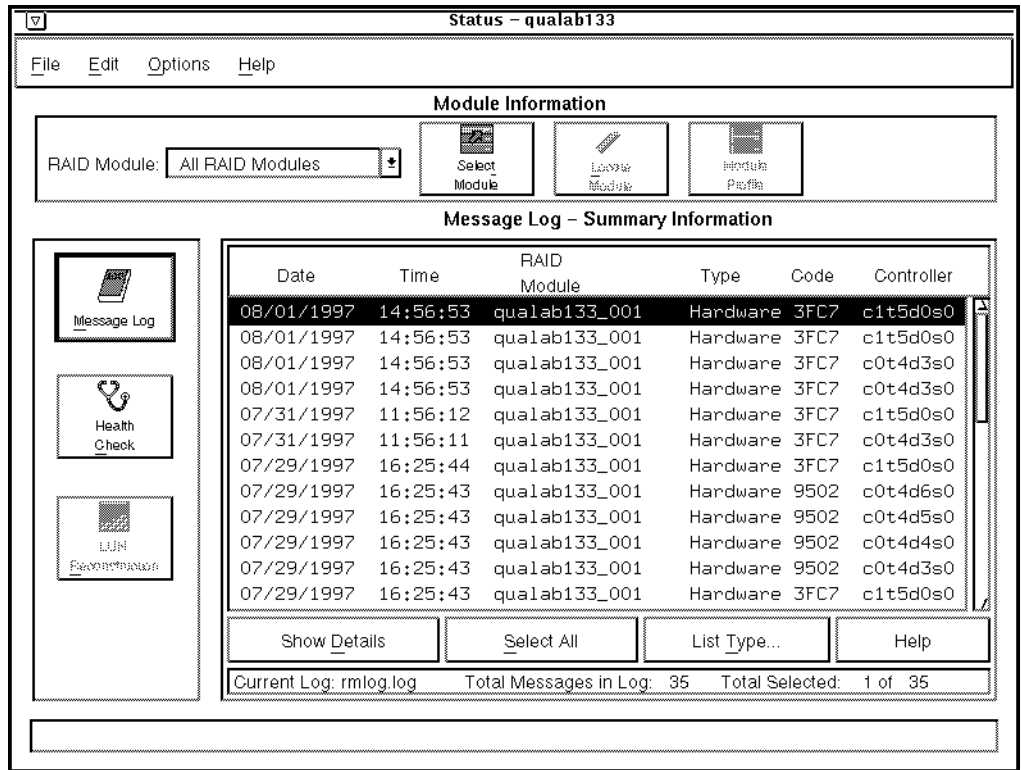 Status – qualab133
File Edit Options Help
Module Information
RAID Module: All RAID Modules
Select Module
Locate Module
Module Profile
Message Log – Summary Information
Message Log
Health Check
LUN Reconstruction
Date Time RAID Module Type Code Controller
08/01/1997 14:56:53 qualab133_001 Hardware 3FC7 c1t5d0s0
08/01/1997 14:56:53 qualab133_001 Hardware 3FC7 c1t5d0s0
08/01/1997 14:56:53 qualab133_001 Hardware 3FC7 c0t4d3s0
08/01/1997 14:56:53 qualab133_001 Hardware 3FC7 c0t4d3s0
07/31/1997 11:56:12 qualab133_001 Hardware 3FC7 c1t5d0s0
07/31/1997 11:56:11 qualab133_001 Hardware 3FC7 c0t4d3s0
07/29/1997 16:25:44 qualab133_001 Hardware 3FC7 c1t5d0s0
07/29/1997 16:25:43 qualab133_001 Hardware 9502 c0t4d6s0
07/29/1997 16:25:43 qualab133_001 Hardware 9502 c0t4d5s0
07/29/1997 16:25:43 qualab133_001 Hardware 9502 c0t4d4s0
07/29/1997 16:25:43 qualab133_001 Hardware 9502 c0t4d3s0
07/29/1997 16:25:43 qualab133_001 Hardware 3FC7 c1t5d0s0
Show Details Select All List Type... Help
Current Log: rmlog.log Total Messages in Log: 35 Total Selected: 1 of 35